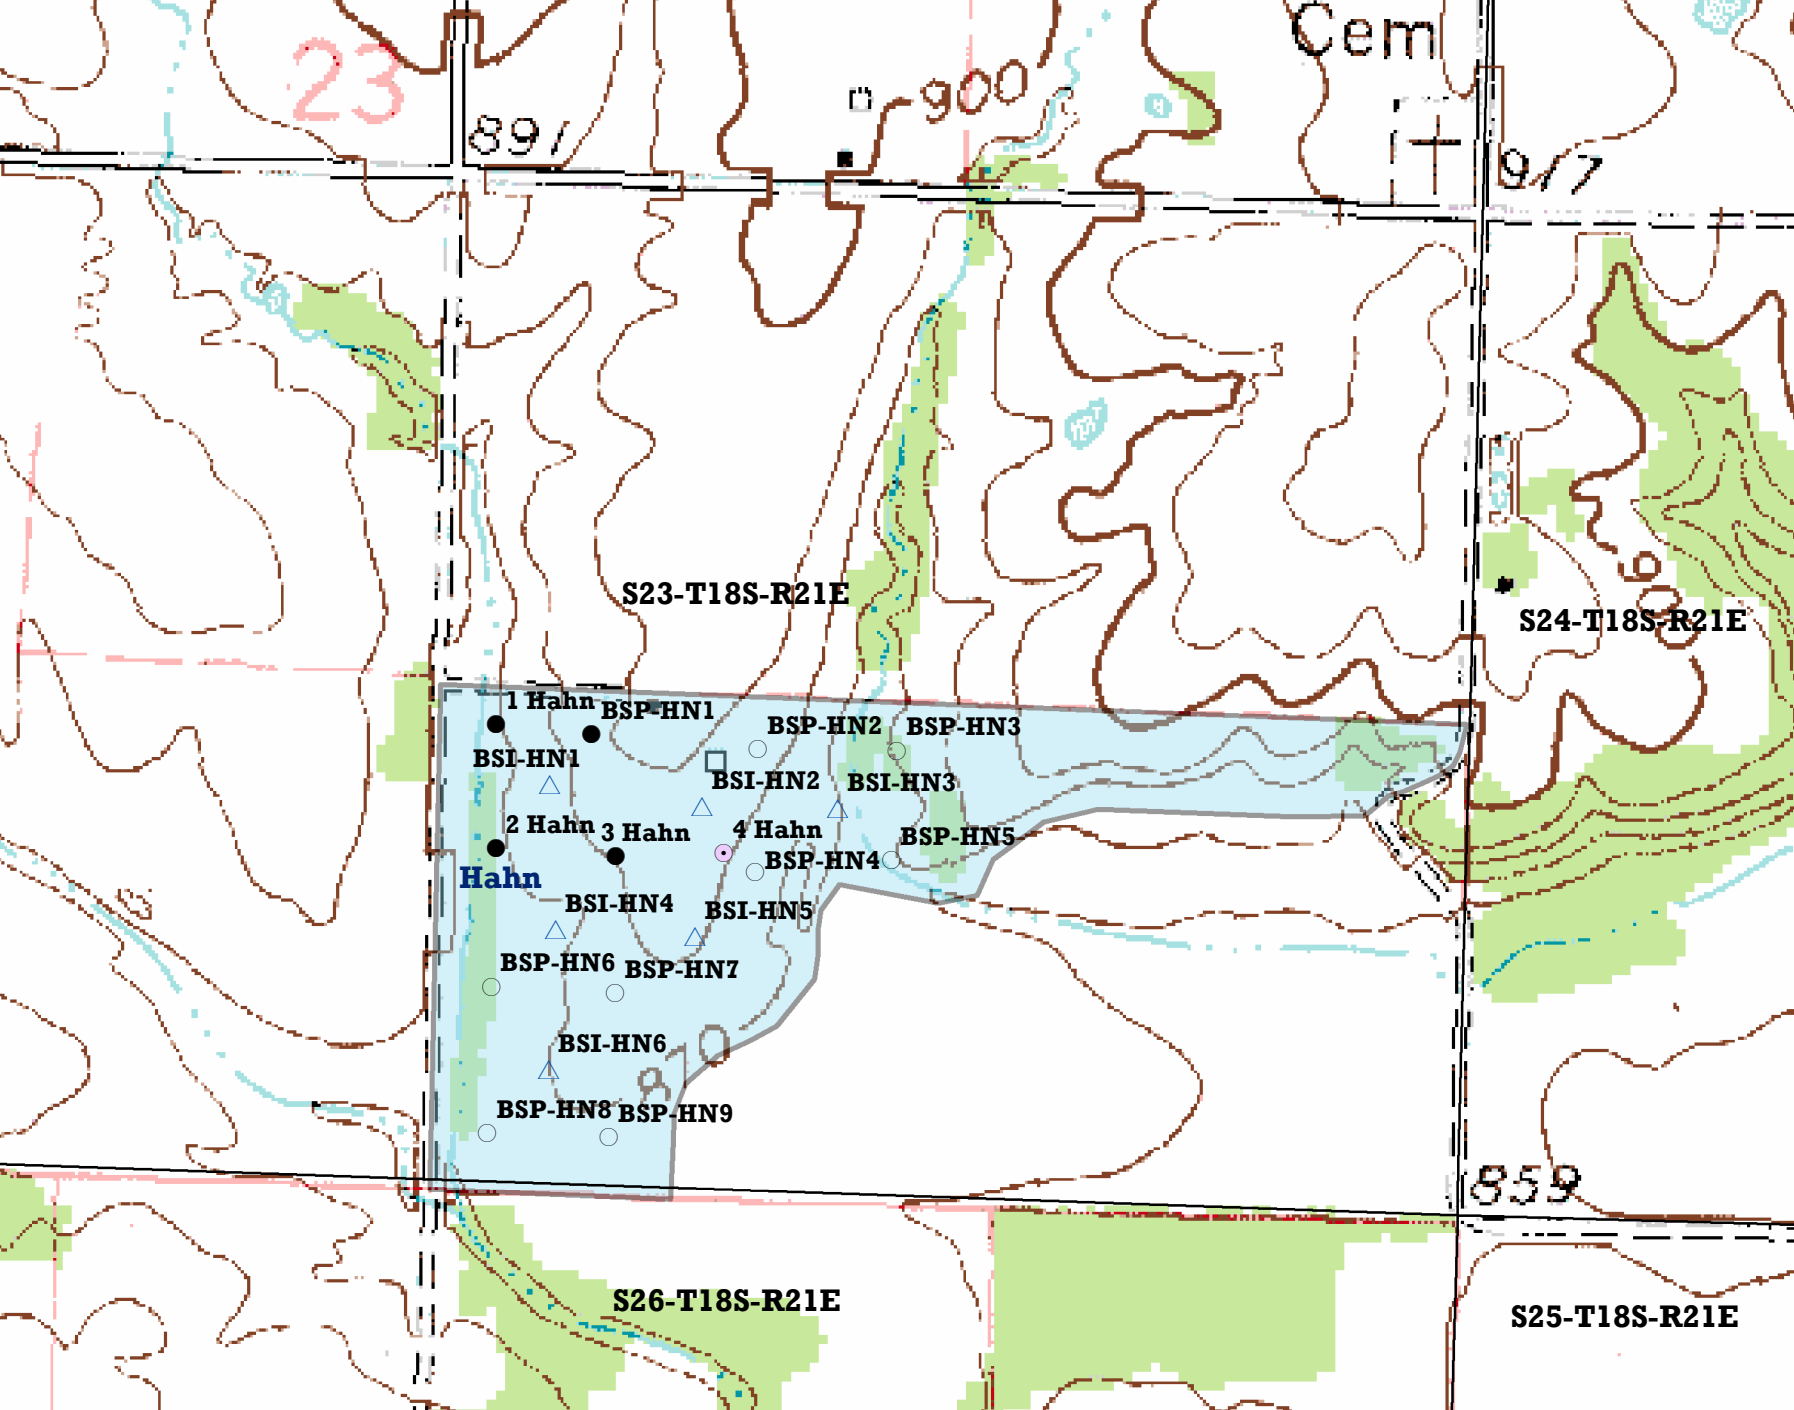 Cem
23
900
891
917
S23-T18S-R21E
900
S24-T18S-R21E
1 Hahn
BSP-HN1
BSP-HN2
BSP-HN3
BSI-HN1
BSI-HN2
BSI-HN3
2 Hahn
3 Hahn
4 Hahn
BSP-HN5
BSP-HN4
Hahn
BSI-HN4
BSI-HN5
BSP-HN6
BSP-HN7
BSI-HN6
870
BSP-HN8
BSP-HN9
859
S26-T18S-R21E
S25-T18S-R21E